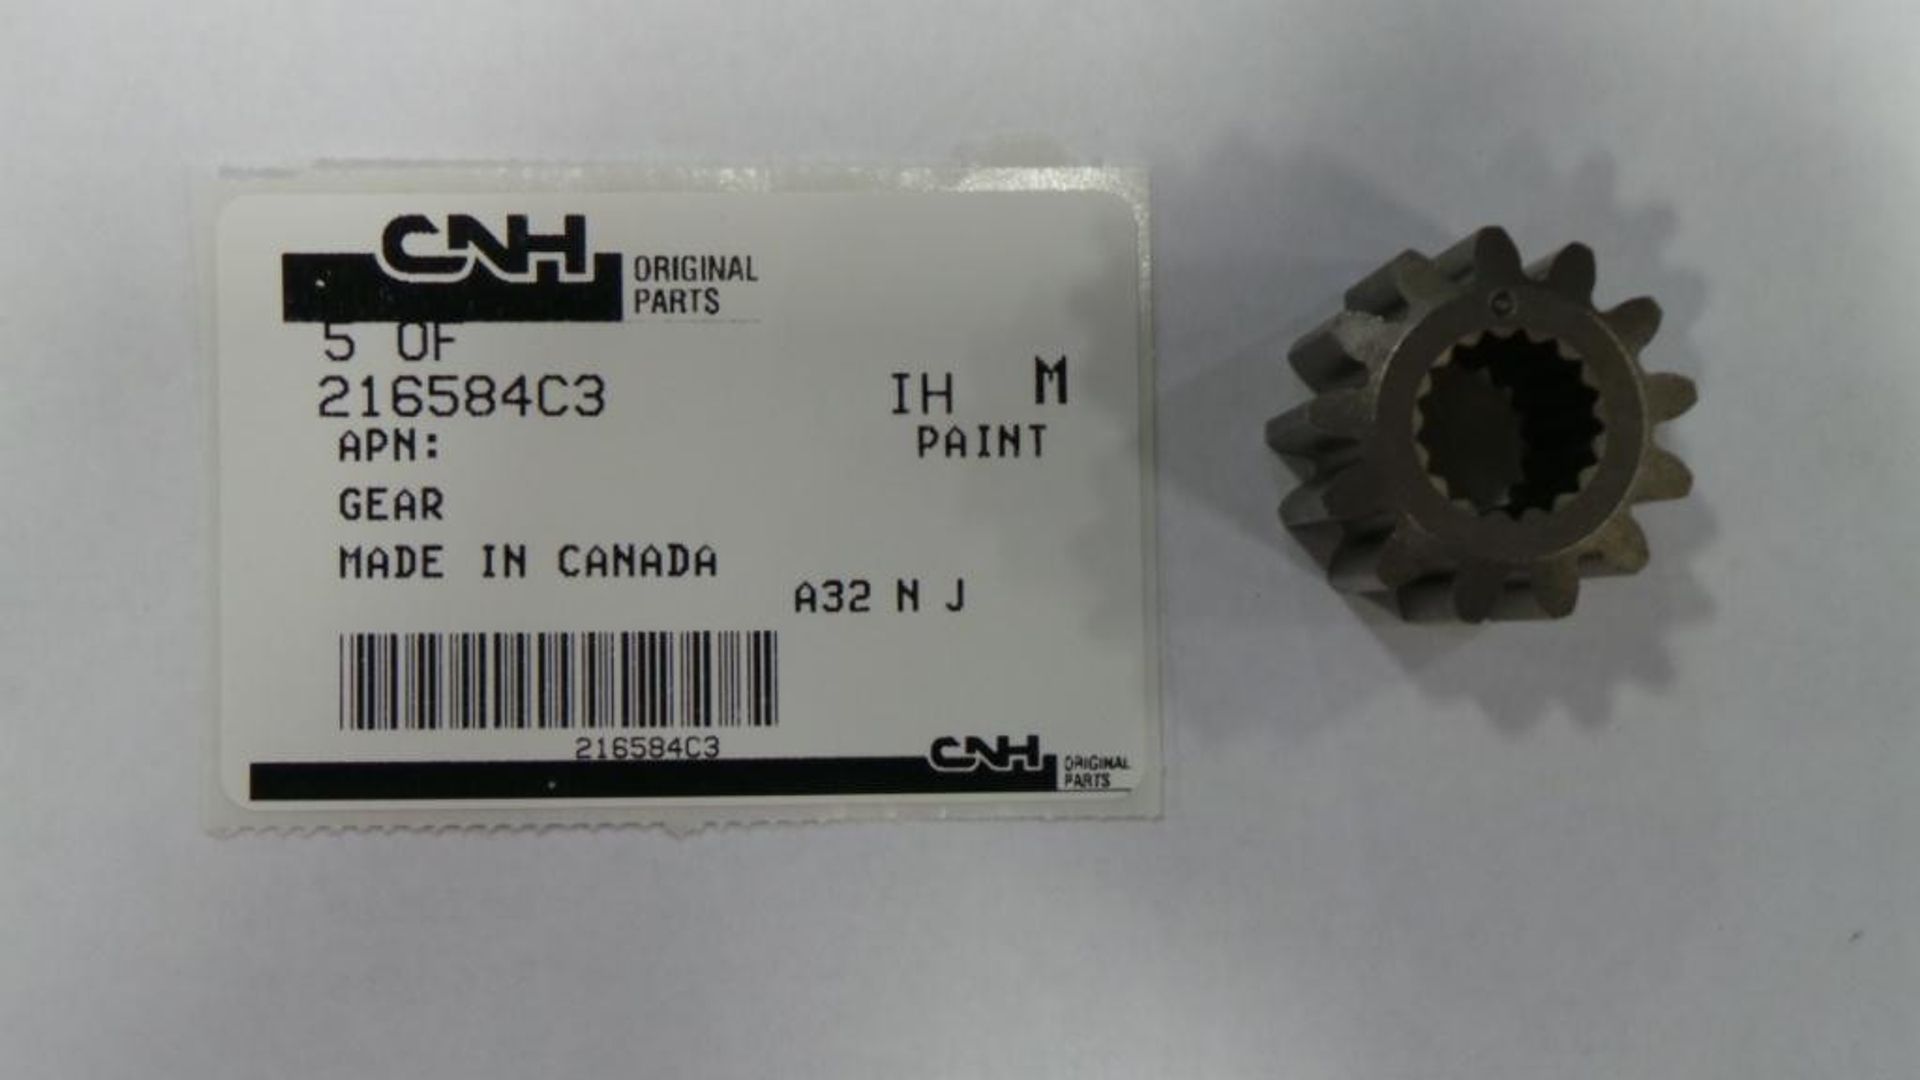 CNH
ORIGINAL
PARTS
5 OF
216584C3
IH M
APN:
PAINT
GEAR
MADE IN CANADA
A32 N J
216584C3
CNH
ORIGINAL
PARTS